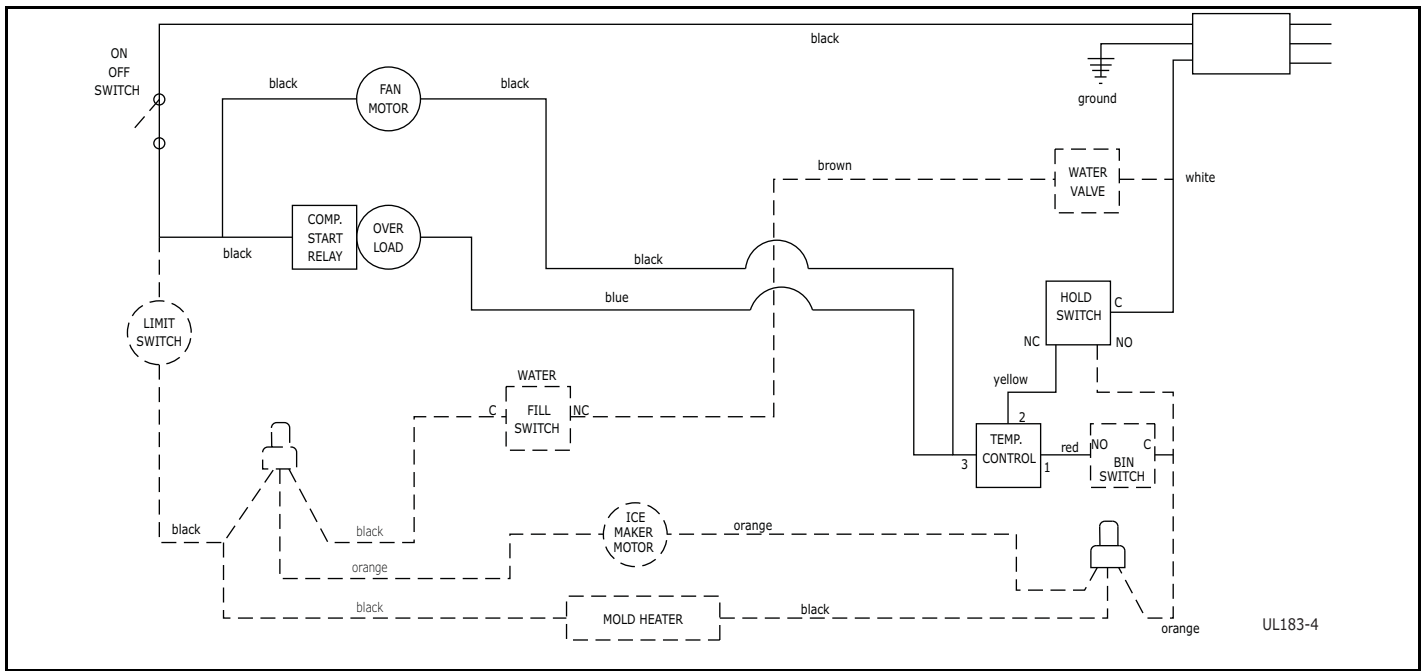 black
ON
OFF
SWITCH
ground
black
FAN
MOTOR
black
brown
WATER
VALVE
white
COMP.
START
RELAY
OVER
LOAD
black
black
blue
HOLD
SWITCH
C
NC
NO
LIMIT
SWITCH
yellow
WATER
C
FILL
SWITCH
NC
2
TEMP.
CONTROL
3
1
red
NO
C
BIN
SWITCH
black
black
ICE
MAKER
MOTOR
orange
orange
black
MOLD HEATER
black
orange
UL183-4